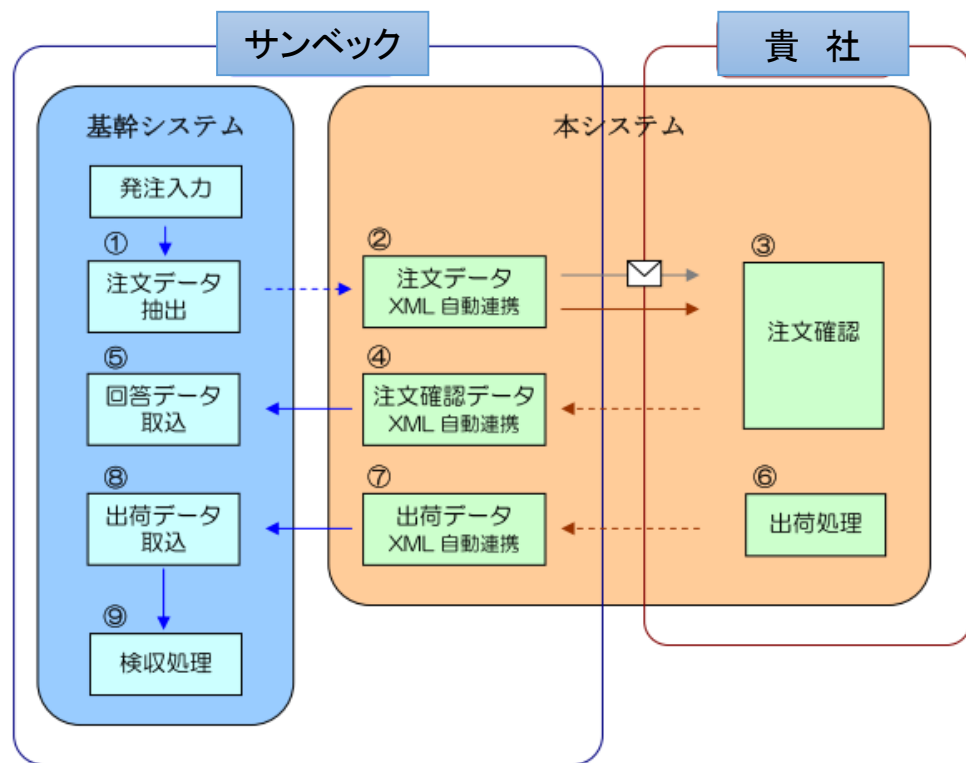 サンベック
貴 社
基幹システム
本システム
発注入力
①
注文データ
抽出
②
注文データ
XML 自動連携
③
注文確認
⑤
回答データ
取込
④
注文確認データ
XML 自動連携
⑧
出荷データ
取込
⑦
出荷データ
XML 自動連携
⑥
出荷処理
⑨
検収処理